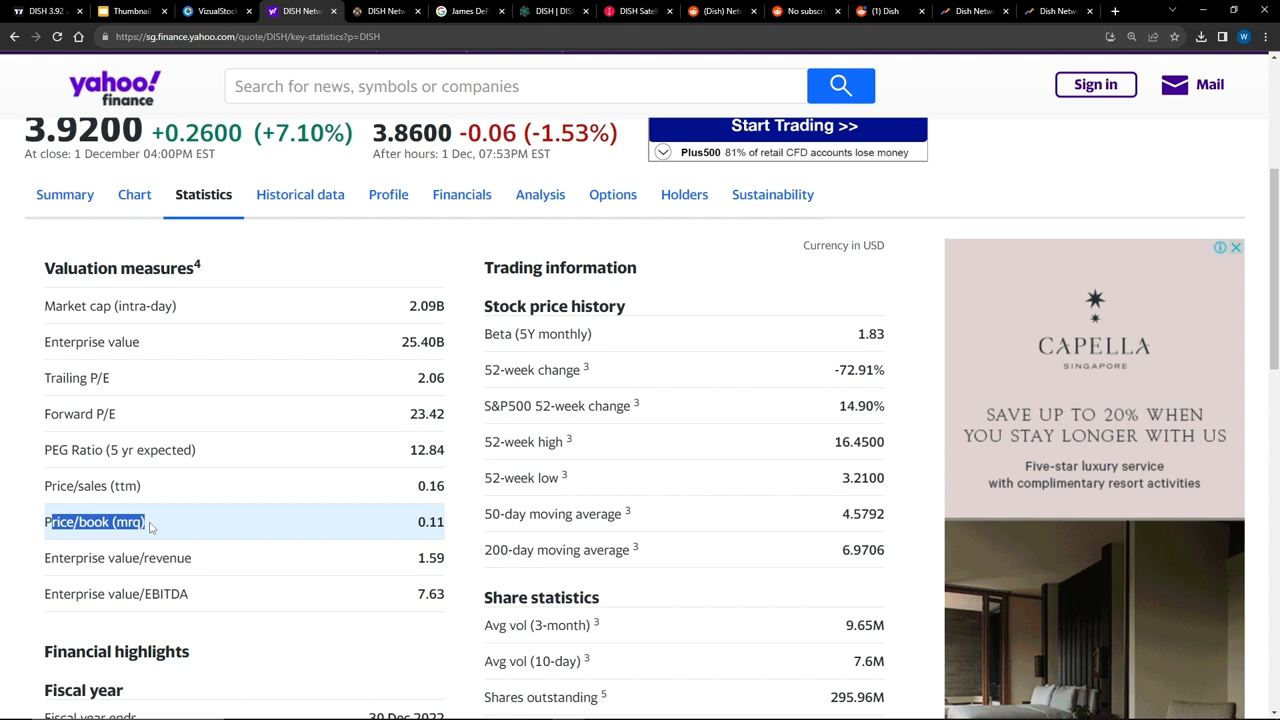 DISH 3.92
Thumbnail
VizualStock
DISH Netw
DISH Netw
James DeF
DISH | DIS
DISH Satel
(Dish) Net
No subscri
(1) Dish
Dish Netw
Dish Netw
https://sg.finance.yahoo.com/quote/DISH/key-statistics?p=DISH
W
yahoo!
finance
Search for news, symbols or companies
Sign in
Mail
3.9200 +0.2600 (+7.10%)
3.8600 -0.06 (-1.53%)
At close: 1 December 04:00PM EST
After hours: 1 Dec, 07:53PM EST
Start Trading >>
Plus500 81% of retail CFD accounts lose money
Summary Chart Statistics Historical data Profile Financials Analysis Options Holders Sustainability
Currency in USD
Valuation measures4
Market cap (intra-day) 2.09B
Enterprise value 25.40B
Trailing P/E 2.06
Forward P/E 23.42
PEG Ratio (5 yr expected) 12.84
Price/sales (ttm) 0.16
Price/book (mrq) 0.11
Enterprise value/revenue 1.59
Enterprise value/EBITDA 7.63
Financial highlights
Fiscal year
Fiscal year ends 30 Dec 2022
Trading information
Stock price history
Beta (5Y monthly) 1.83
52-week change 3 -72.91%
S&P500 52-week change 3 14.90%
52-week high 3 16.4500
52-week low 3 3.2100
50-day moving average 3 4.5792
200-day moving average 3 6.9706
Share statistics
Avg vol (3-month) 3 9.65M
Avg vol (10-day) 3 7.6M
Shares outstanding 5 295.96M
CAPELLA
SINGAPORE
SAVE UP TO 20% WHEN
YOU STAY LONGER WITH US
Five-star luxury service
with complimentary resort activities